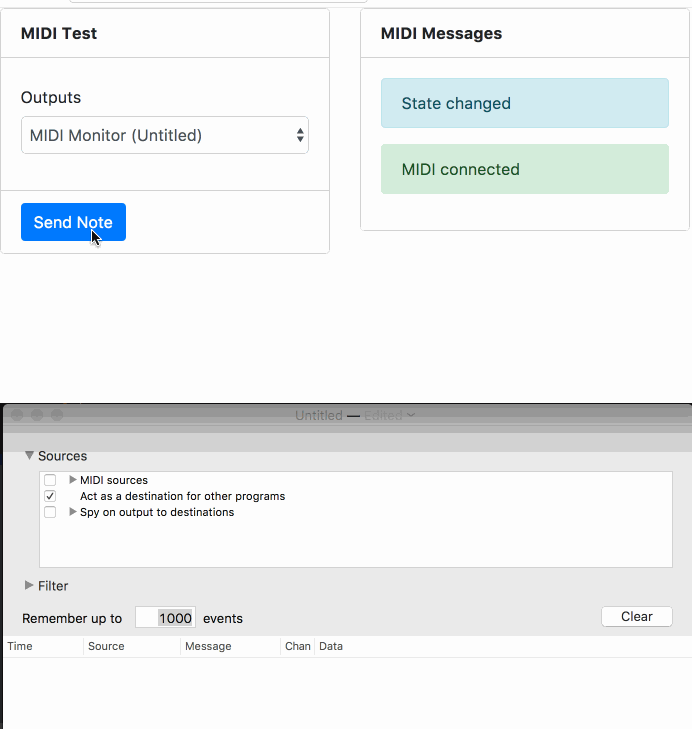 MIDI Test
Outputs
MIDI Monitor (Untitled)
Send Note
MIDI Messages
State changed
MIDI connected
Untitled — Edited
Sources
MIDI sources
Act as a destination for other programs
Spy on output to destinations
Filter
Remember up to 1000 events
Clear
Time Source Message Chan Data